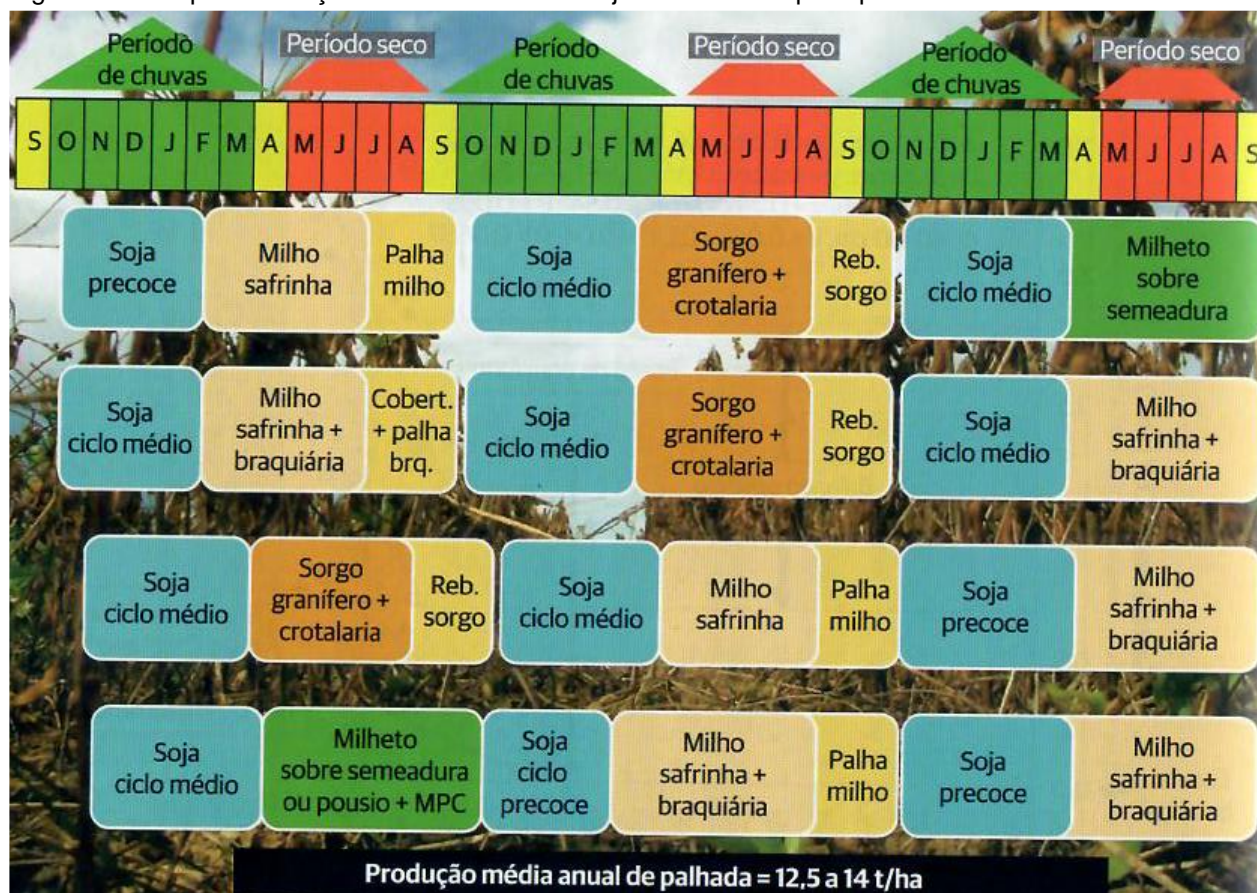 Período
de chuvas
Período seco
Período
de chuvas
Período seco
Período
de chuvas
Período seco
S O N D J F M A M J J A S O N D J F M A M J J A S O N D J F M A M J J A S
Soja
precoce
Milho
safrinha
Palha
milho
Soja
ciclo médio
Sorgo
granífero +
crotalaria
Reb.
sorgo
Soja
ciclo médio
Milheto
sobre
semeadura
Soja
ciclo médio
Milho
safrinha +
braquiária
Cobert.
+ palha
brq.
Soja
ciclo médio
Sorgo
granífero +
crotalaria
Reb.
sorgo
Soja
ciclo médio
Milho
safrinha +
braquiária
Soja
ciclo médio
Sorgo
granífero +
crotalaria
Reb.
sorgo
Soja
ciclo médio
Milho
safrinha
Palha
milho
Soja
precoce
Milho
safrinha +
braquiária
Soja
ciclo médio
Milheto
sobre semeadura
ou pousio + MPC
Soja
ciclo
precoce
Milho
safrinha +
braquiária
Palha
milho
Soja
precoce
Milho
safrinha +
braquiária
Produção média anual de palhada = 12,5 a 14 t/ha